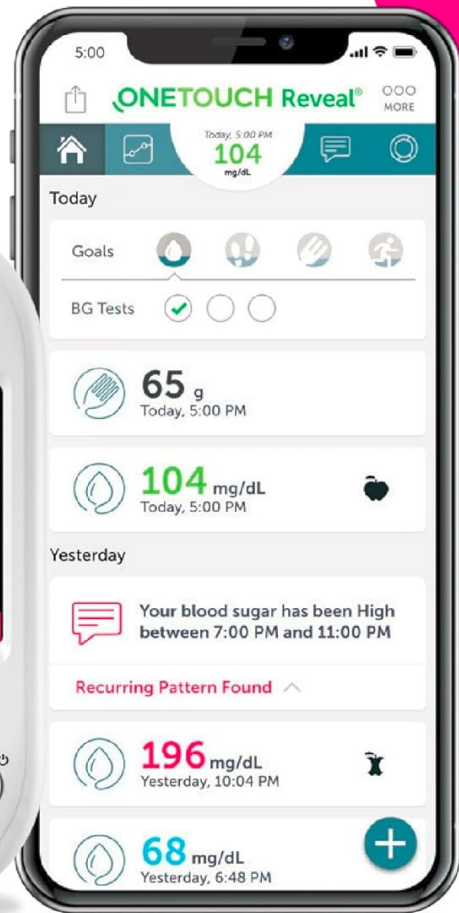 5:00
ONETOUCH Reveal®
MORE
Today, 5:00 PM
104
mg/dL
Today
Goals
BG Tests
65 g
Today, 5:00 PM
104 mg/dL
Today, 5:00 PM
Yesterday
Your blood sugar has been High
between 7:00 PM and 11:00 PM
Recurring Pattern Found
196 mg/dL
Yesterday, 10:04 PM
68 mg/dL
Yesterday, 6:48 PM